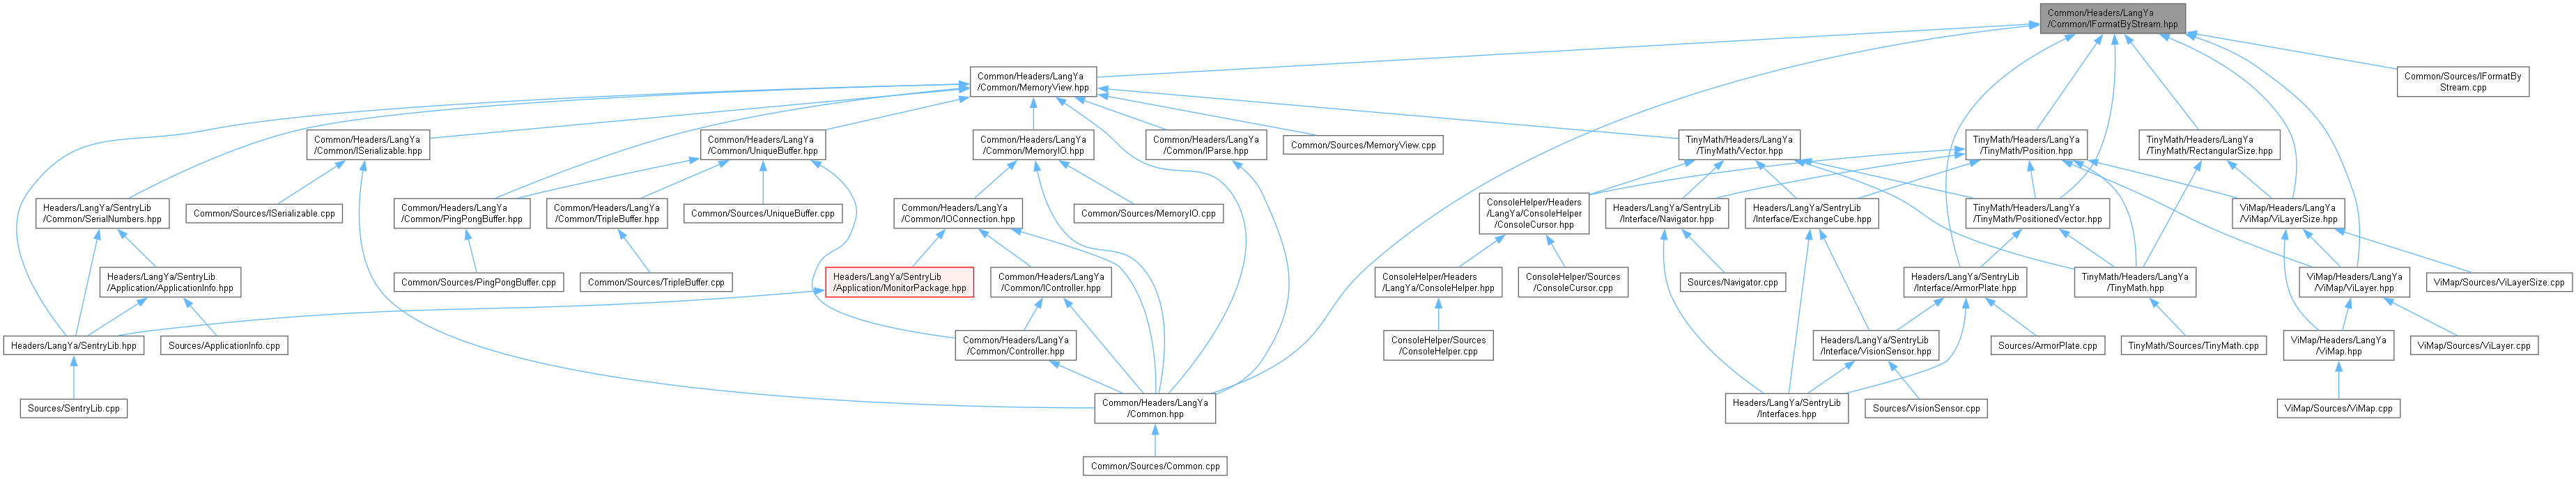 Common/Headers/LangYa
/Common/IFormatByStream.hpp
Common/Headers/LangYa
/Common/MemoryView.hpp
Common/Sources/IFormatBy
Stream.cpp
Common/Headers/LangYa
/Common/ISerializable.hpp
Common/Headers/LangYa
/Common/UniqueBuffer.hpp
Common/Headers/LangYa
/Common/MemoryIO.hpp
Common/Headers/LangYa
/Common/IParse.hpp
Common/Sources/MemoryView.cpp
TinyMath/Headers/LangYa
/TinyMath/Vector.hpp
TinyMath/Headers/LangYa
/TinyMath/Position.hpp
TinyMath/Headers/LangYa
/TinyMath/RectangularSize.hpp
Headers/LangYa/SentryLib
/Common/SerialNumbers.hpp
Common/Sources/ISerializable.cpp
Common/Headers/LangYa
/Common/PingPongBuffer.hpp
Common/Headers/LangYa
/Common/TripleBuffer.hpp
Common/Sources/UniqueBuffer.cpp
Common/Headers/LangYa
/Common/IOConnection.hpp
Common/Sources/MemoryIO.cpp
ConsoleHelper/Headers
/LangYa/ConsoleHelper
/ConsoleCursor.hpp
Headers/LangYa/SentryLib
/Interface/Navigator.hpp
Headers/LangYa/SentryLib
/Interface/ExchangeCube.hpp
TinyMath/Headers/LangYa
/TinyMath/PositionedVector.hpp
ViMap/Headers/LangYa
/ViMap/ViLayerSize.hpp
Headers/LangYa/SentryLib
/Application/ApplicationInfo.hpp
Common/Sources/PingPongBuffer.cpp
Common/Sources/TripleBuffer.cpp
Headers/LangYa/SentryLib
/Application/MonitorPackage.hpp
Common/Headers/LangYa
/Common/IController.hpp
ConsoleHelper/Headers
/LangYa/ConsoleHelper.hpp
ConsoleHelper/Sources
/ConsoleCursor.cpp
Sources/Navigator.cpp
Headers/LangYa/SentryLib
/Interface/ArmorPlate.hpp
TinyMath/Headers/LangYa
/TinyMath.hpp
ViMap/Headers/LangYa
/ViMap/ViLayer.hpp
ViMap/Sources/ViLayerSize.cpp
Headers/LangYa/SentryLib.hpp
Sources/ApplicationInfo.cpp
Common/Headers/LangYa
/Common/Controller.hpp
ConsoleHelper/Sources
/ConsoleHelper.cpp
Headers/LangYa/SentryLib
/Interface/VisionSensor.hpp
Sources/ArmorPlate.cpp
TinyMath/Sources/TinyMath.cpp
ViMap/Headers/LangYa
/ViMap.hpp
ViMap/Sources/ViLayer.cpp
Sources/SentryLib.cpp
Common/Headers/LangYa
/Common.hpp
Headers/LangYa/SentryLib
/Interfaces.hpp
Sources/VisionSensor.cpp
ViMap/Sources/ViMap.cpp
Common/Sources/Common.cpp